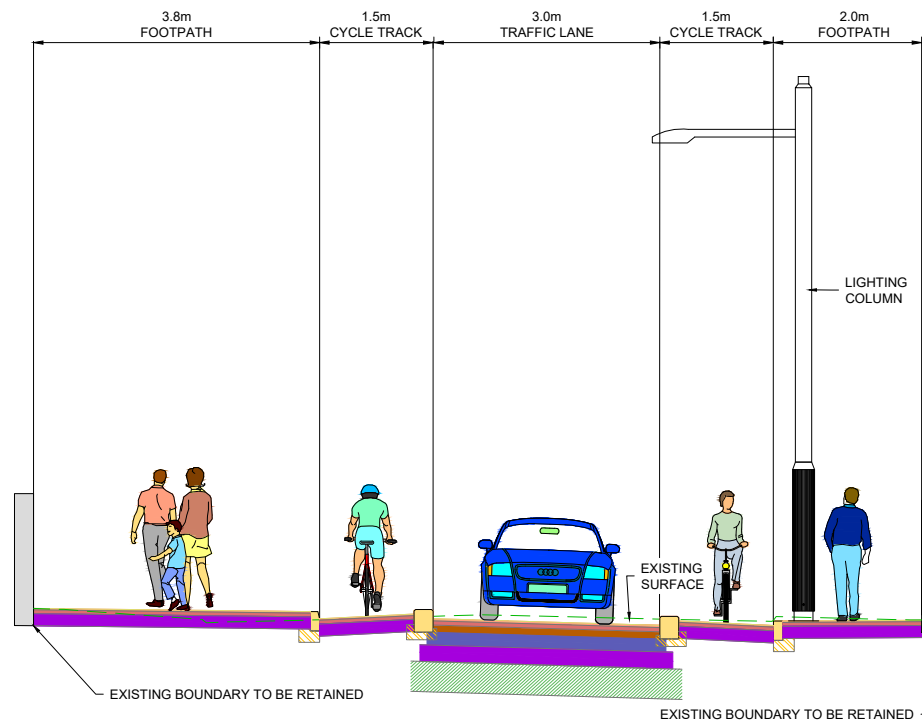 3.8m
FOOTPATH
1.5m
CYCLE TRACK
3.0m
TRAFFIC LANE
1.5m
CYCLE TRACK
2.0m
FOOTPATH
LIGHTING
COLUMN
EXISTING
SURFACE
EXISTING BOUNDARY TO BE RETAINED
EXISTING BOUNDARY TO BE RETAINED